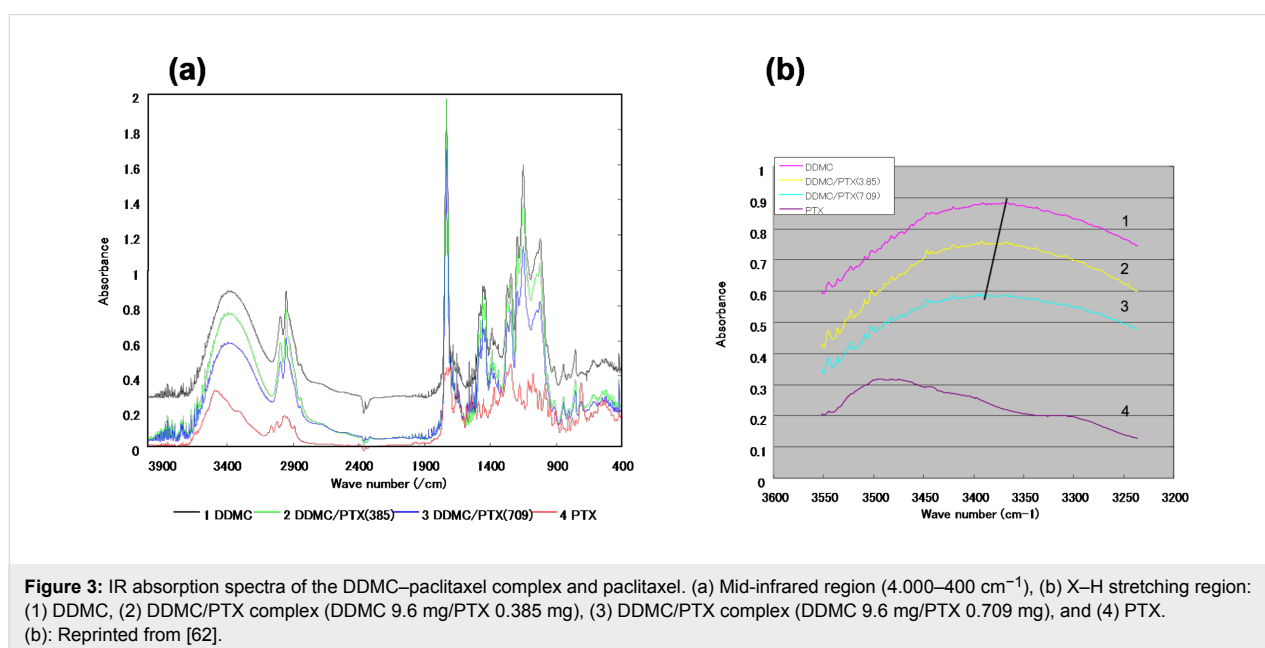 (a)
2
1.8
1.6
1.4
1.2
1
0.8
0.6
0.4
0.2
0
Absorbance
3900 3400 2900 2400 1900 1400 900 400
Wave number (/cm)
1 DDMC 2 DDMC/PTX(385) 3 DDMC/PTX(709) 4 PTX
(b)
DDMC
DDMC/PTX(3.85)
DDMC/PTX(7.09)
PTX
1
0.9
0.8
0.7
0.6
0.5
0.4
0.3
0.2
0.1
0
Absorbance
1
2
3
4
3600 3550 3500 3450 3400 3350 3300 3250 3200
Wave number (cm-1)
Figure 3: IR absorption spectra of the DDMC–paclitaxel complex and paclitaxel. (a) Mid-infrared region (4.000–400 cm⁻¹), (b) X–H stretching region:
(1) DDMC, (2) DDMC/PTX complex (DDMC 9.6 mg/PTX 0.385 mg), (3) DDMC/PTX complex (DDMC 9.6 mg/PTX 0.709 mg), and (4) PTX.
(b): Reprinted from [62].